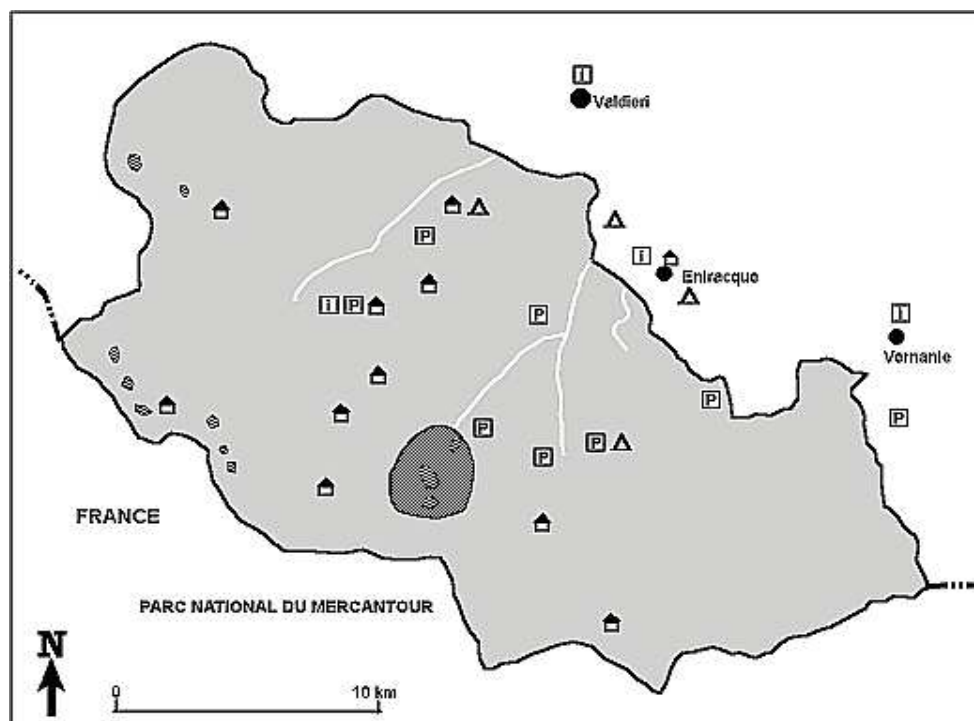 i
Valdieri
P
i
Entracque
i P
P
i
Vernante
P
P
P
P
P
FRANCE
PARC NATIONAL DU MERCANTOUR
N
0 10 km